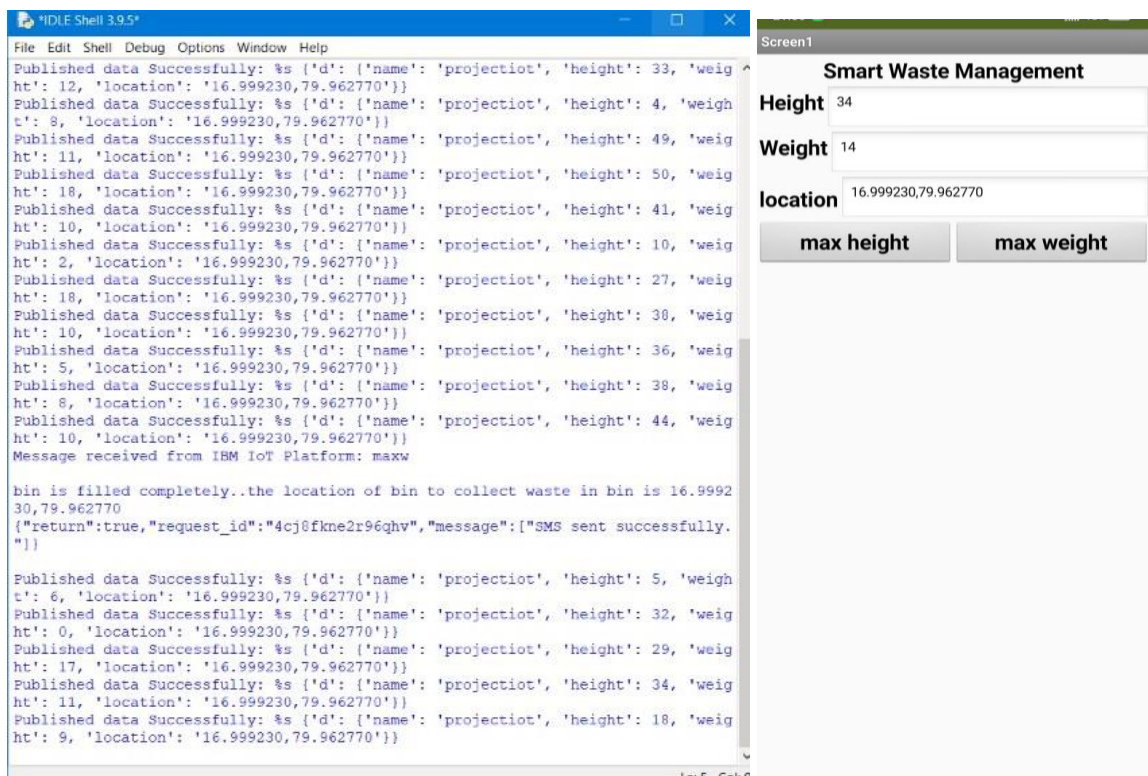 *IDLE Shell 3.9.5*
File Edit Shell Debug Options Window Help
Published data Successfully: %s {'d': {'name': 'projectiot', 'height': 33, 'weig
ht': 12, 'location': '16.999230,79.962770'}}
Published data Successfully: %s {'d': {'name': 'projectiot', 'height': 4, 'weigh
t': 8, 'location': '16.999230,79.962770'}}
Published data Successfully: %s {'d': {'name': 'projectiot', 'height': 49, 'weig
ht': 11, 'location': '16.999230,79.962770'}}
Published data Successfully: %s {'d': {'name': 'projectiot', 'height': 50, 'weig
ht': 18, 'location': '16.999230,79.962770'}}
Published data Successfully: %s {'d': {'name': 'projectiot', 'height': 41, 'weig
ht': 10, 'location': '16.999230,79.962770'}}
Published data Successfully: %s {'d': {'name': 'projectiot', 'height': 10, 'weig
ht': 2, 'location': '16.999230,79.962770'}}
Published data Successfully: %s {'d': {'name': 'projectiot', 'height': 27, 'weig
ht': 18, 'location': '16.999230,79.962770'}}
Published data Successfully: %s {'d': {'name': 'projectiot', 'height': 38, 'weig
ht': 10, 'location': '16.999230,79.962770'}}
Published data Successfully: %s {'d': {'name': 'projectiot', 'height': 36, 'weig
ht': 5, 'location': '16.999230,79.962770'}}
Published data Successfully: %s {'d': {'name': 'projectiot', 'height': 38, 'weig
ht': 8, 'location': '16.999230,79.962770'}}
Published data Successfully: %s {'d': {'name': 'projectiot', 'height': 44, 'weig
ht': 10, 'location': '16.999230,79.962770'}}
Message received from IBM IoT Platform: maxw
bin is filled completely..the location of bin to collect waste in bin is 16.9992
30,79.962770
{"return":true,"request_id":"4cj8fkne2r96qhv","message":["SMS sent successfully.
"]}
Published data Successfully: %s {'d': {'name': 'projectiot', 'height': 5, 'weigh
t': 6, 'location': '16.999230,79.962770'}}
Published data Successfully: %s {'d': {'name': 'projectiot', 'height': 32, 'weig
ht': 0, 'location': '16.999230,79.962770'}}
Published data Successfully: %s {'d': {'name': 'projectiot', 'height': 29, 'weig
ht': 17, 'location': '16.999230,79.962770'}}
Published data Successfully: %s {'d': {'name': 'projectiot', 'height': 34, 'weig
ht': 11, 'location': '16.999230,79.962770'}}
Published data Successfully: %s {'d': {'name': 'projectiot', 'height': 18, 'weig
ht': 9, 'location': '16.999230,79.962770'}}
Screen1
Smart Waste Management
Height 34
Weight 14
location 16.999230,79.962770
max height max weight